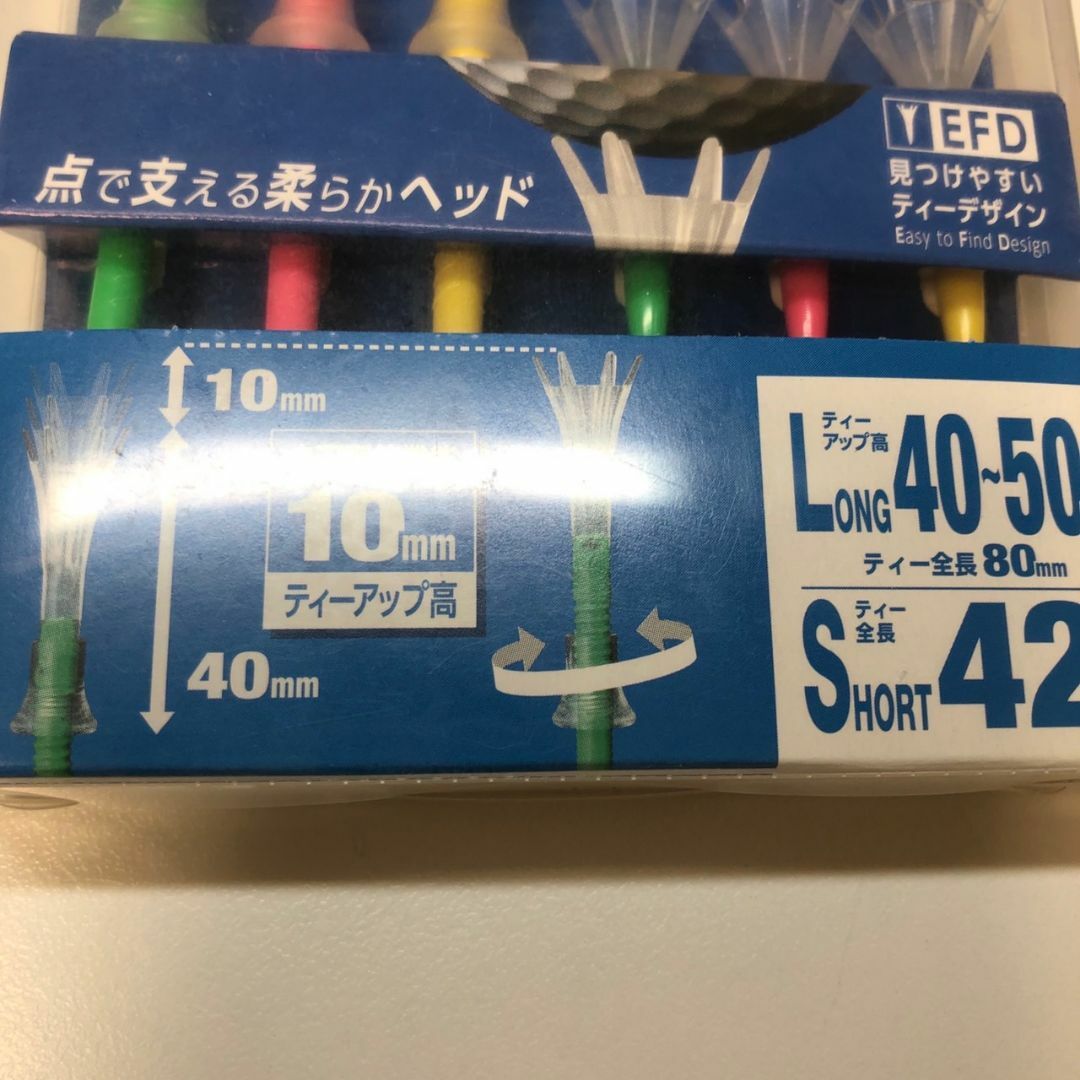 点で支える柔らかヘッド
EFD
見つけやすい
ティーデザイン
Easy to Find Design
10mm
10mm
ティーアップ高
40mm
LONG ティーアップ高 40~50
ティー全長 80mm
SHORT ティー全長 42